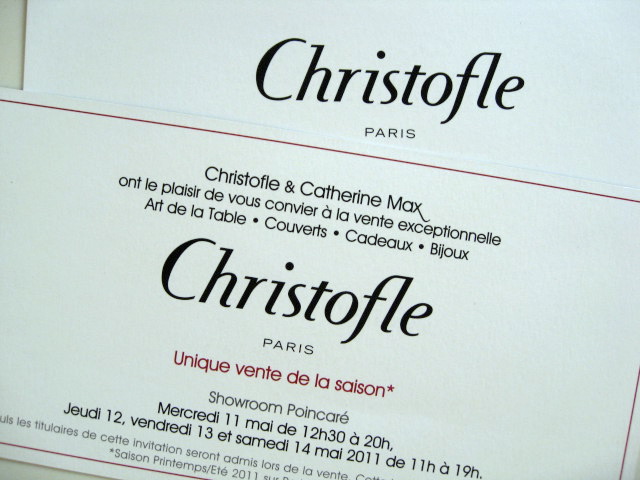 Christofle
PARIS
Christofle & Catherine Max
ont le plaisir de vous convier à la vente exceptionnelle
Art de la Table • Couverts • Cadeaux • Bijoux
Christofle
PARIS
Unique vente de la saison*
Showroom Poincaré
Mercredi 11 mai de 12h30 à 20h,
Jeudi 12, vendredi 13 et samedi 14 mai 2011 de 11h à 19h.
les titulaires de cette invitation seront admis lors de la vente.
*Saison Printemps/Eté 2011 sur